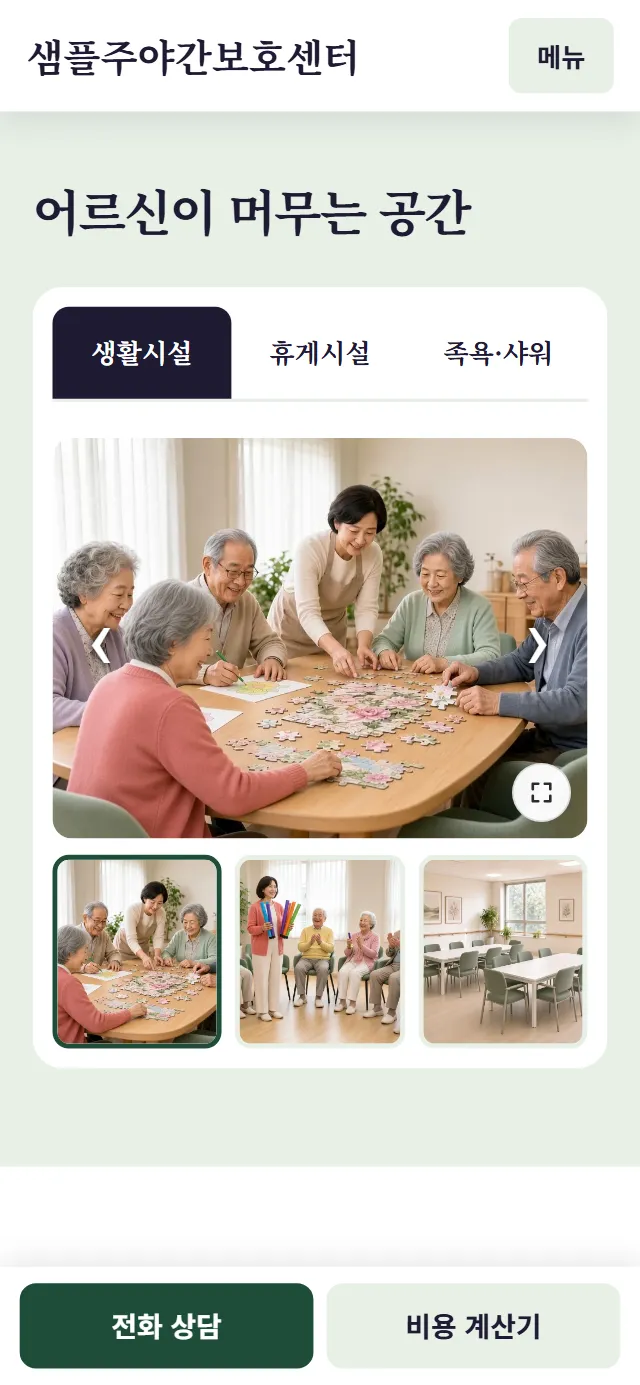 샘플주야간보호센터
메뉴
어르신이 머무는 공간
생활시설
휴게시설
족욕·샤워
전화 상담
비용 계산기